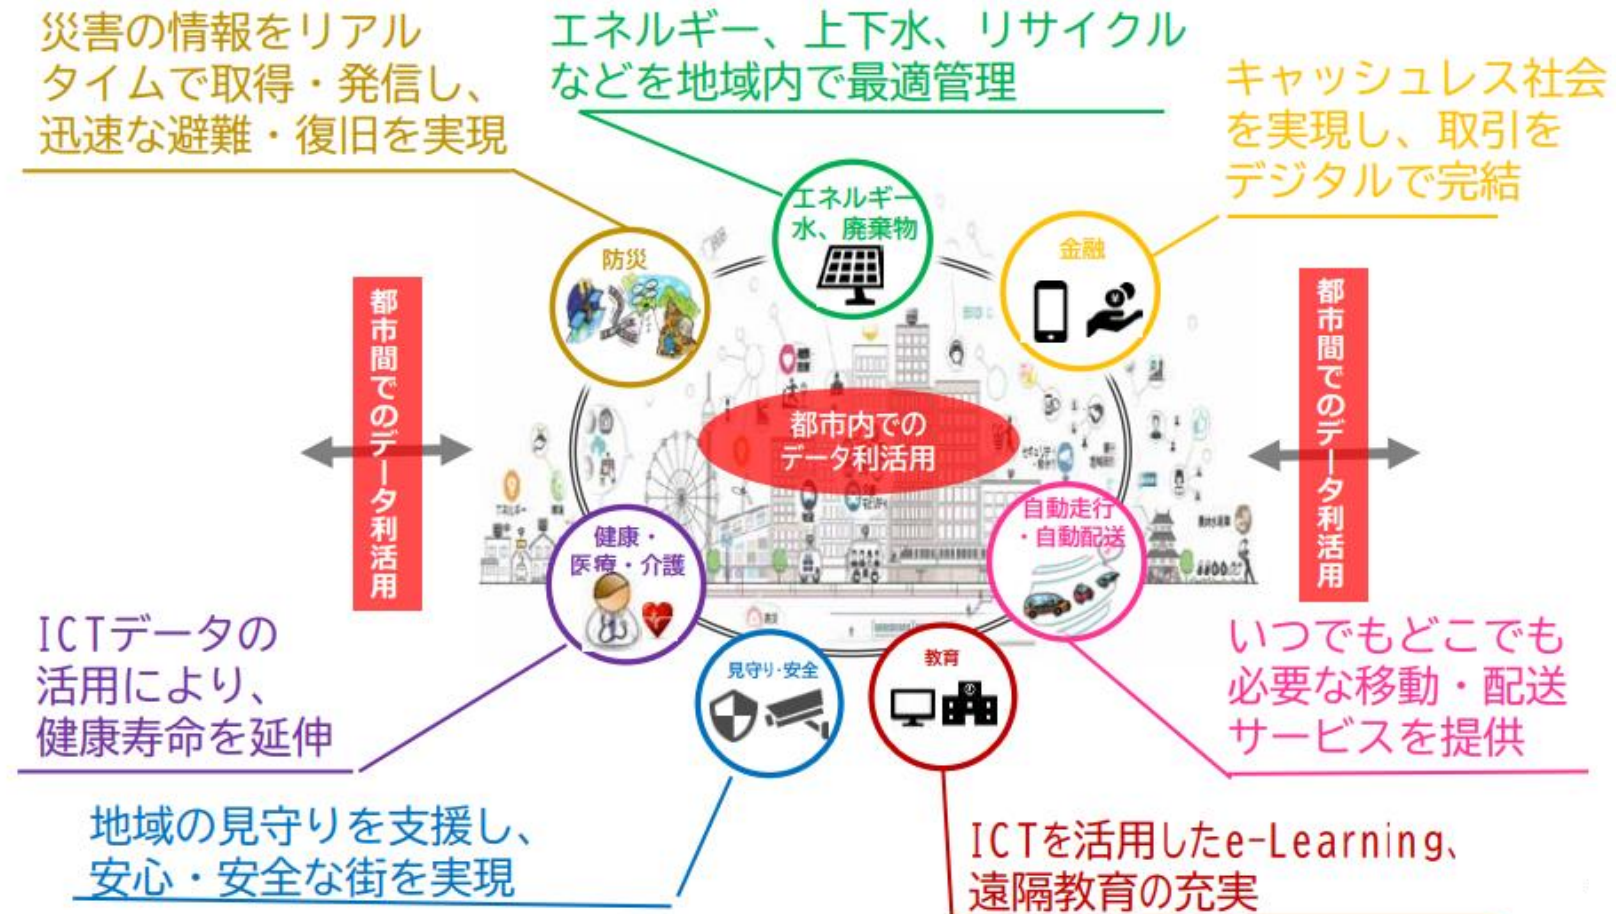 災害の情報をリアル
タイムで取得・発信し、
迅速な避難・復旧を実現
エネルギー、上下水、リサイクル
などを地域内で最適管理
キャッシュレス社会
を実現し、取引を
デジタルで完結
エネルギー
水、廃棄物
防災
金融
都市間でのデータ利活用
都市内での
データ利活用
都市間でのデータ利活用
健康・
医療・介護
自動走行
・自動配送
見守り・安全
教育
ICTデータの
活用により、
健康寿命を延伸
いつでもどこでも
必要な移動・配送
サービスを提供
地域の見守りを支援し、
安心・安全な街を実現
ICTを活用したe-Learning、
遠隔教育の充実